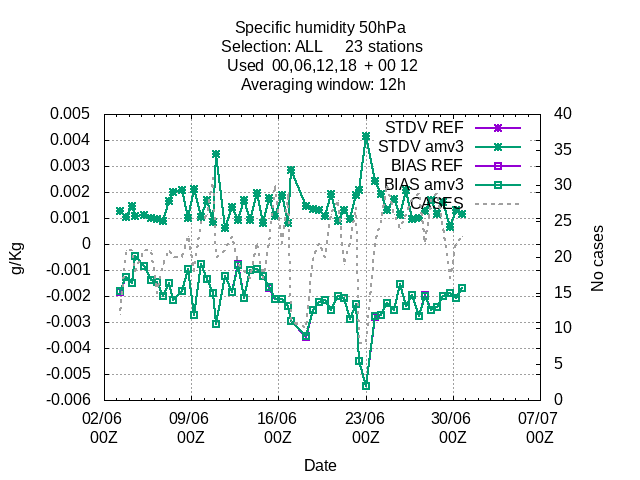 Specific humidity 50hPa
Selection: ALL     23 stations
Used  00,06,12,18  + 00 12
Averaging window: 12h
STDV REF
STDV amv3
BIAS REF
BIAS amv3
CASES
0.005
0.004
0.003
0.002
0.001
0
-0.001
-0.002
-0.003
-0.004
-0.005
-0.006
g/Kg
40
35
30
25
20
15
10
5
0
No cases
02/06 09/06 16/06 23/06 30/06 07/07
00Z 00Z 00Z 00Z 00Z 00Z
Date